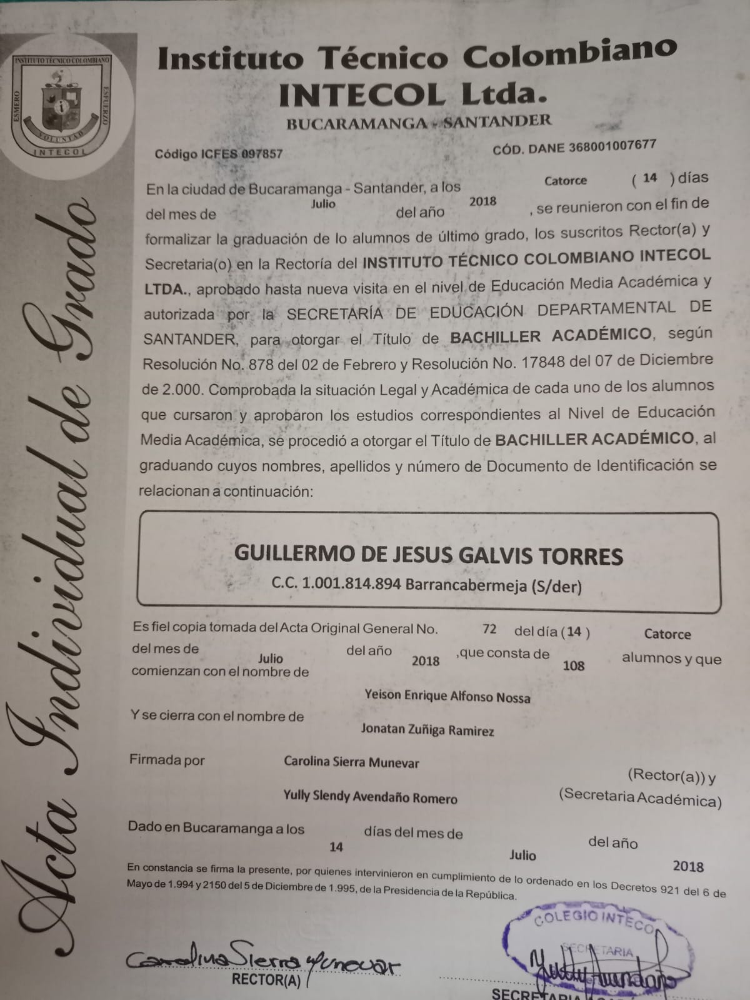 INSTITUTO TÉCNICO COLOMBIANO
ESMERO
ESFUERZO
VOLUNTAD
INTECOL
Acta Individual de Grado
Instituto Técnico Colombiano
INTECOL Ltda.
BUCARAMANGA - SANTANDER
Código ICFES 097857 CÓD. DANE 368001007677
En la ciudad de Bucaramanga - Santander, a los Catorce ( 14 ) días
del mes de Julio del año 2018 , se reunieron con el fin de
formalizar la graduación de lo alumnos de último grado, los suscritos Rector(a) y
Secretaria(o) en la Rectoría del INSTITUTO TÉCNICO COLOMBIANO INTECOL
LTDA., aprobado hasta nueva visita en el nivel de Educación Media Académica y
autorizada por la SECRETARÍA DE EDUCACIÓN DEPARTAMENTAL DE
SANTANDER, para otorgar el Título de BACHILLER ACADÉMICO, según
Resolución No. 878 del 02 de Febrero y Resolución No. 17848 del 07 de Diciembre
de 2.000. Comprobada la situación Legal y Académica de cada uno de los alumnos
que cursaron y aprobaron los estudios correspondientes al Nivel de Educación
Media Académica, se procedió a otorgar el Título de BACHILLER ACADÉMICO, al
graduando cuyos nombres, apellidos y número de Documento de Identificación se
relacionan a continuación:
GUILLERMO DE JESUS GALVIS TORRES
C.C. 1.001.814.894 Barrancabermeja (S/der)
Es fiel copia tomada del Acta Original General No. 72 del día ( 14 ) Catorce
del mes de Julio del año 2018 ,que consta de 108 alumnos y que
comienzan con el nombre de
Yeison Enrique Alfonso Nossa
Y se cierra con el nombre de
Jonatan Zuñiga Ramirez
Firmada por Carolina Sierra Munevar (Rector(a)) y
Yully Slendy Avendaño Romero (Secretaria Académica)
Dado en Bucaramanga a los 14 días del mes de Julio del año 2018
En constancia se firma la presente, por quienes intervinieron en cumplimiento de lo ordenado en los Decretos 921 del 6 de
Mayo de 1.994 y 2150 del 5 de Diciembre de 1.995, de la Presidencia de la República.
COLEGIO INTECO
SECRETARIA
Carolina Sierra Munevar
Yully Avendaño
RECTOR(A)
SECRETARIA